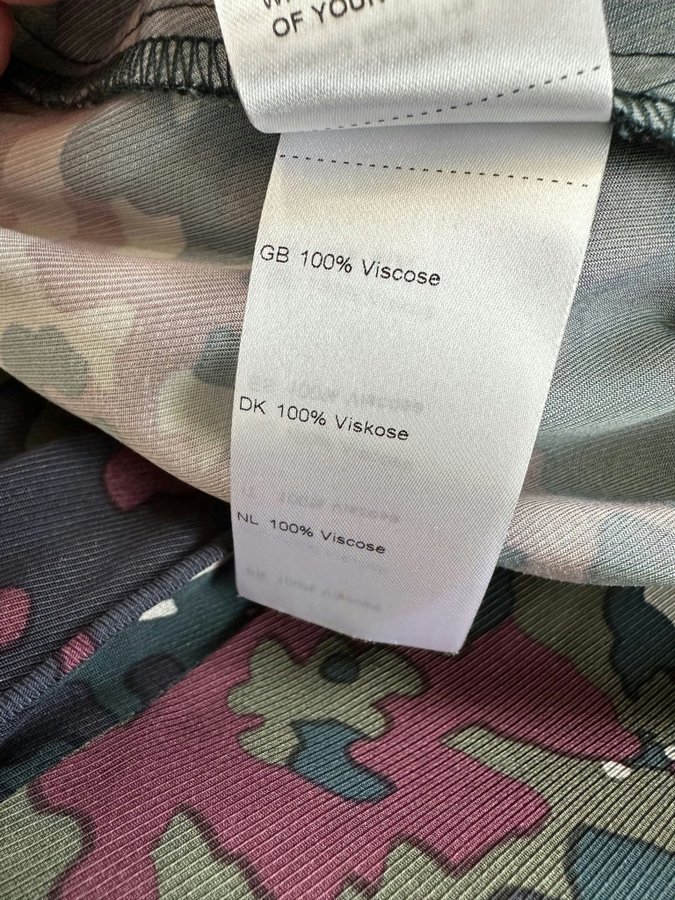 OF YOUR
GB 100% Viscose
DK 100% Viskose
NL 100% Viscose